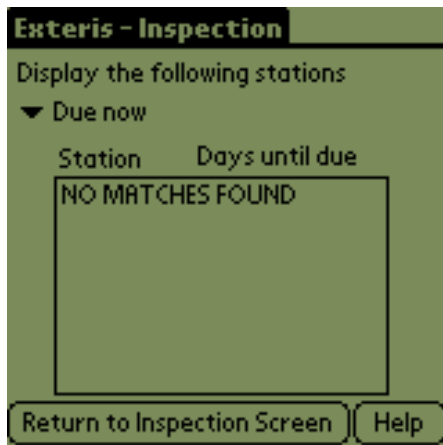 Exteris - Inspection
Display the following stations
Due now
Station Days until due
NO MATCHES FOUND
Return to Inspection Screen Help